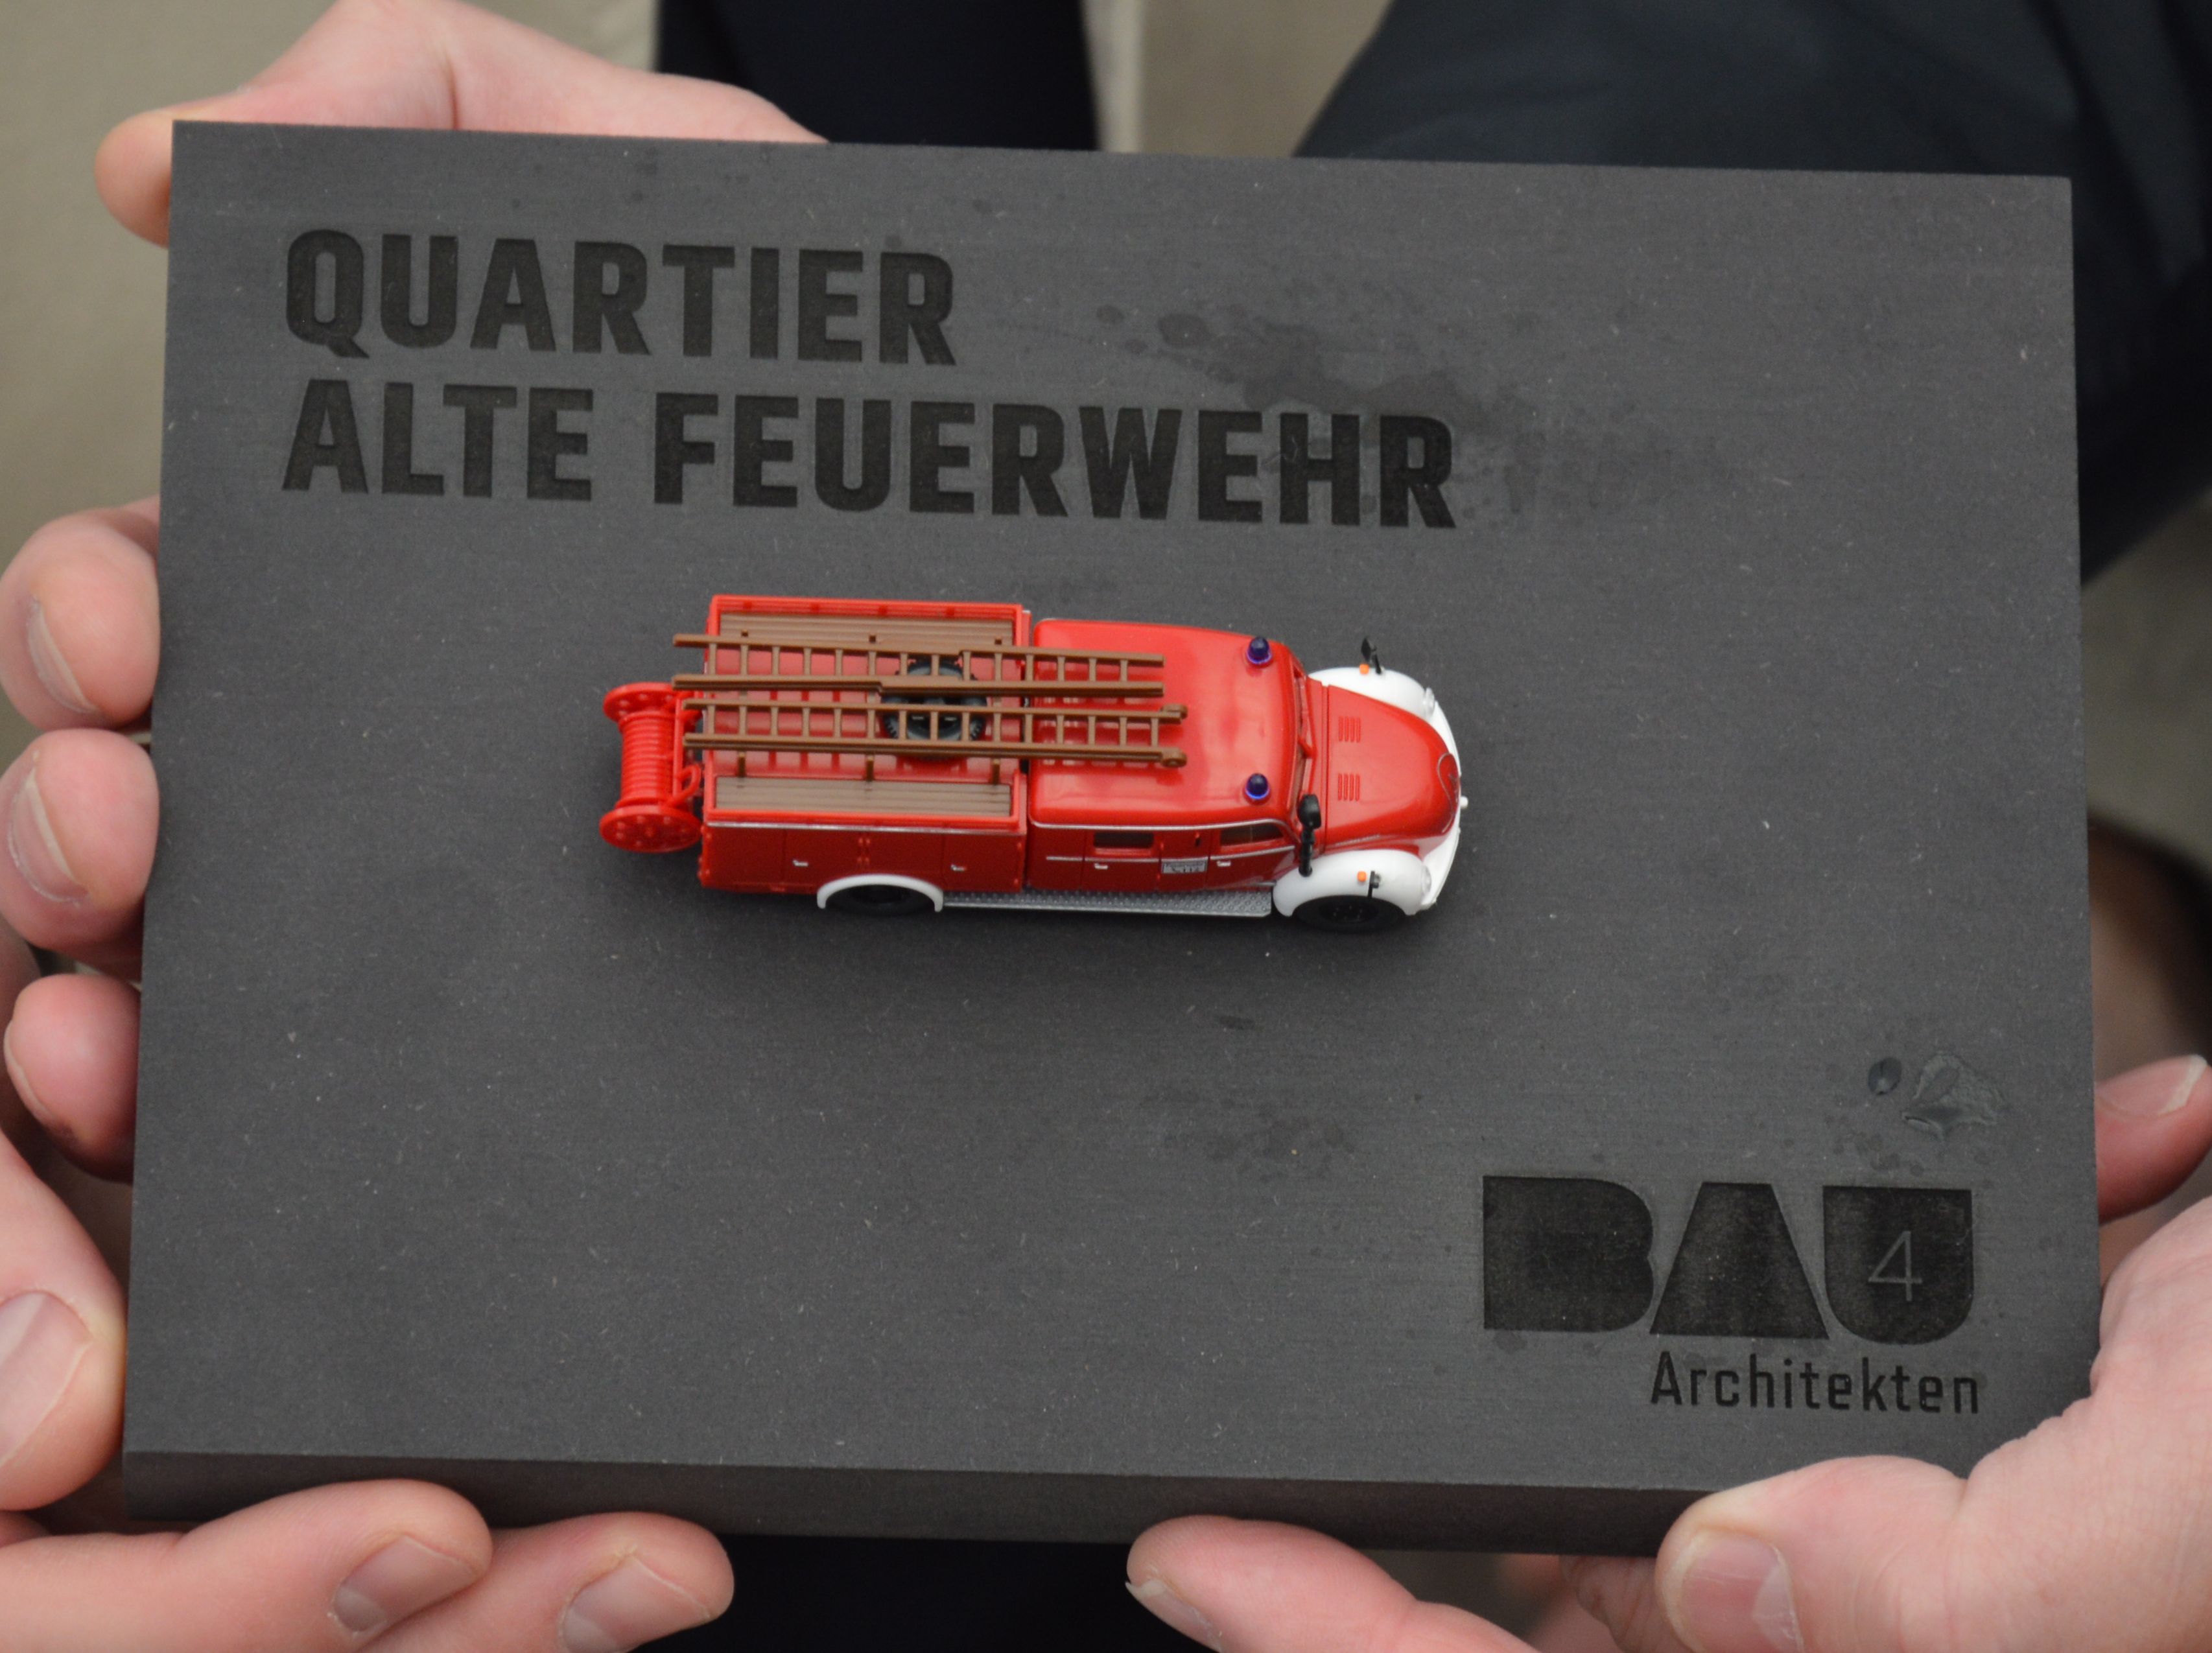 QUARTIER
ALTE FEUERWEHR
BAU
4
Architekten